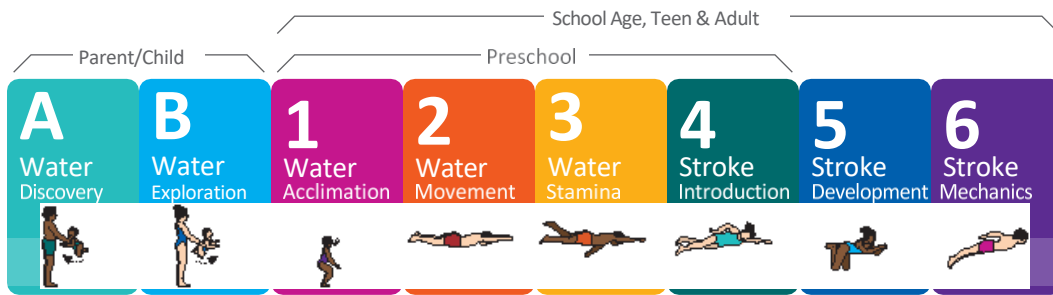 School Age, Teen & Adult
Parent/Child
Preschool
A
Water
Discovery
B
Water
Exploration
1
Water
Acclimation
2
Water
Movement
3
Water
Stamina
4
Stroke
Introduction
5
Stroke
Development
6
Stroke
Mechanics